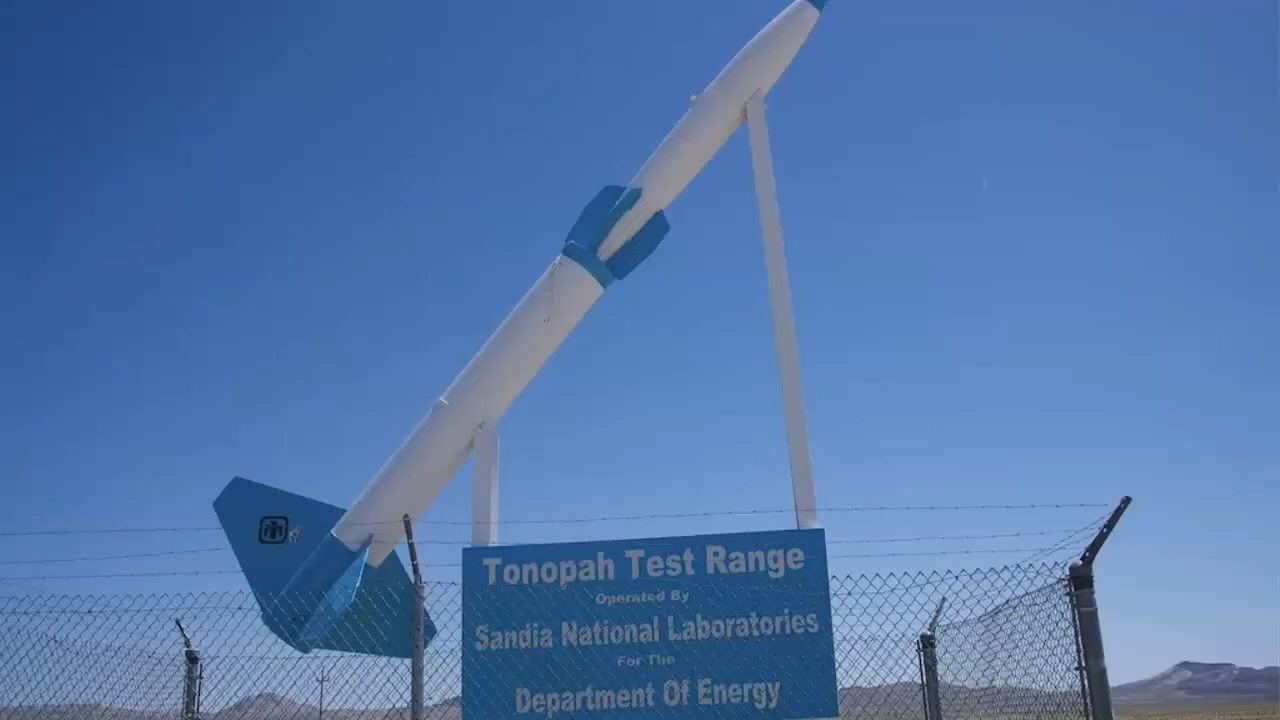 Tonopah Test Range
Operated By
Sandia National Laboratories
For The
Department Of Energy